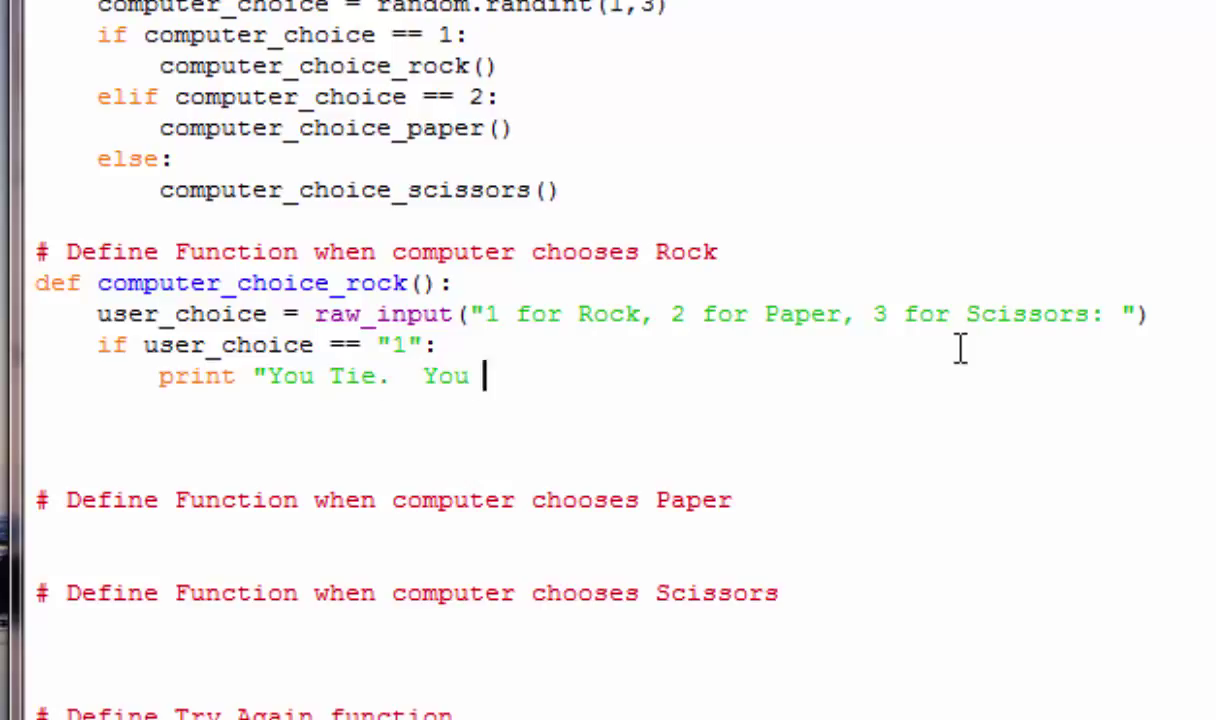 computer_choice = random.randint(1,3)
if computer_choice == 1:
computer_choice_rock()
elif computer_choice == 2:
computer_choice_paper()
else:
computer_choice_scissors()
# Define Function when computer chooses Rock
def computer_choice_rock():
user_choice = raw_input("1 for Rock, 2 for Paper, 3 for Scissors: ")
if user_choice == "1":
print "You Tie.  You
# Define Function when computer chooses Paper
# Define Function when computer chooses Scissors
# Define Try Again function